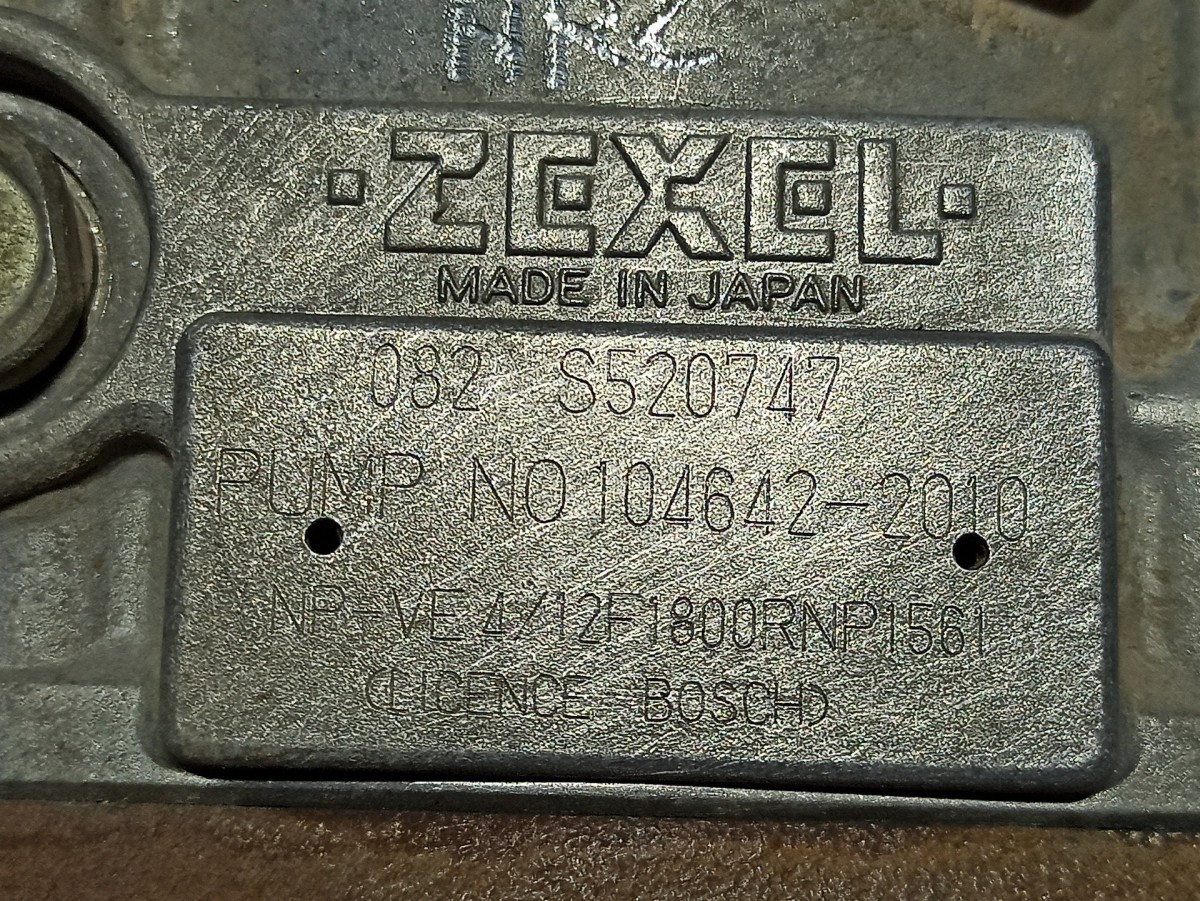 ·ZEXEL·
MADE IN JAPAN
082 S520747
PUMP NO 104642-2010
NP-VE4/12F1800RNP1561
(LICENCE BOSCH)